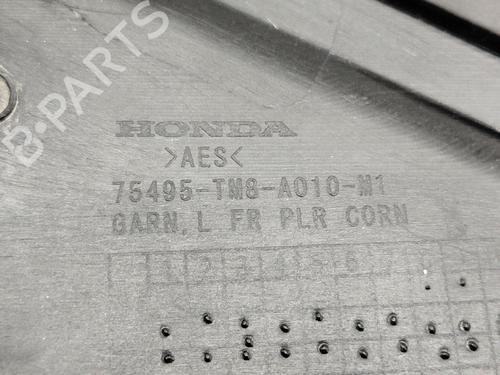 B-PARTS
HONDA
>AES<
75495-TM8-A010-M1
GARN, L FR PLR CORN
1 2 3 4 5 6